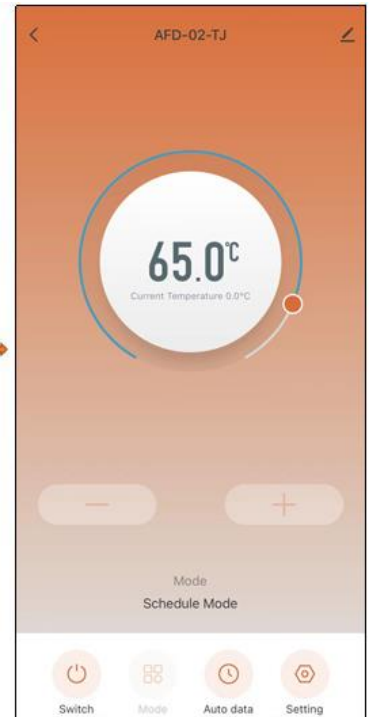 AFD-02-TJ
65.0℃
Current Temperature 0.0°C
Mode
Schedule Mode
Switch
Mode
Auto data
Setting